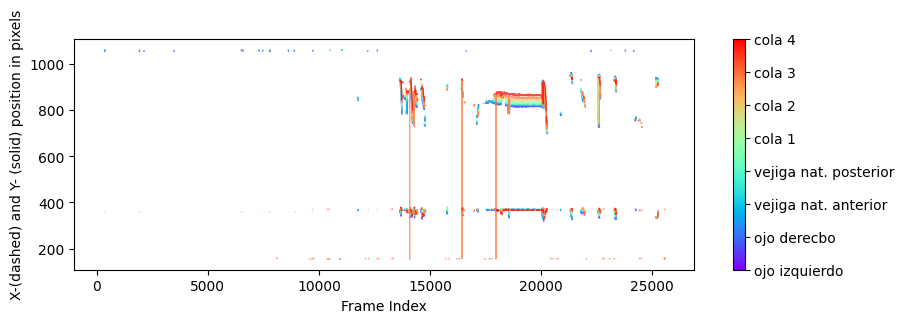 X-(dashed) and Y- (solid) position in pixels
1000
800
600
400
200
0
5000
10000
15000
20000
25000
Frame Index
cola 4
cola 3
cola 2
cola 1
vejiga nat. posterior
vejiga nat. anterior
ojo derecbo
ojo izquierdo